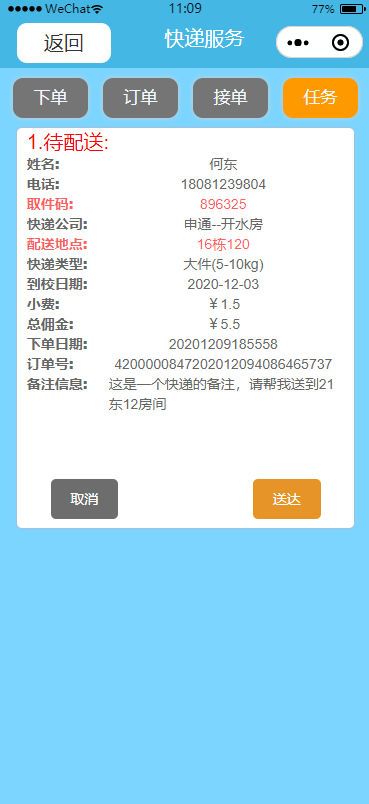 WeChat 11:09 77%
返回 快递服务
下单 订单 接单 任务
1.待配送:
姓名: 何东
电话: 18081239804
取件码: 896325
快递公司: 申通--开水房
配送地点: 16栋120
快递类型: 大件(5-10kg)
到校日期: 2020-12-03
小费: ￥1.5
总佣金: ￥5.5
下单日期: 20201209185558
订单号: 4200000847202012094086465737
备注信息: 这是一个快递的备注，请帮我送到21
东12房间
取消 送达